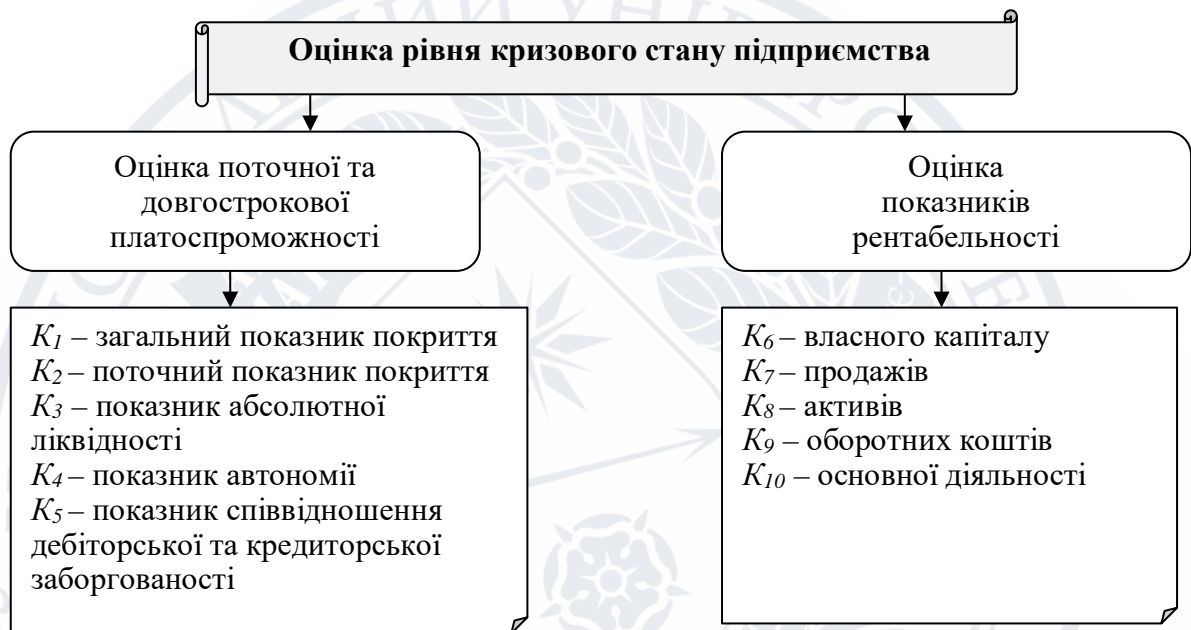 Оцінка рівня кризового стану підприємства
Оцінка поточної та
довгострокової
платоспроможності
Оцінка
показників
рентабельності
K1 – загальний показник покриття
K2 – поточний показник покриття
K3 – показник абсолютної
ліквідності
K4 – показник автономії
K5 – показник співвідношення
дебіторської та кредиторської
заборгованості
K6 – власного капіталу
K7 – продажів
K8 – активів
K9 – оборотних коштів
K10 – основної діяльності